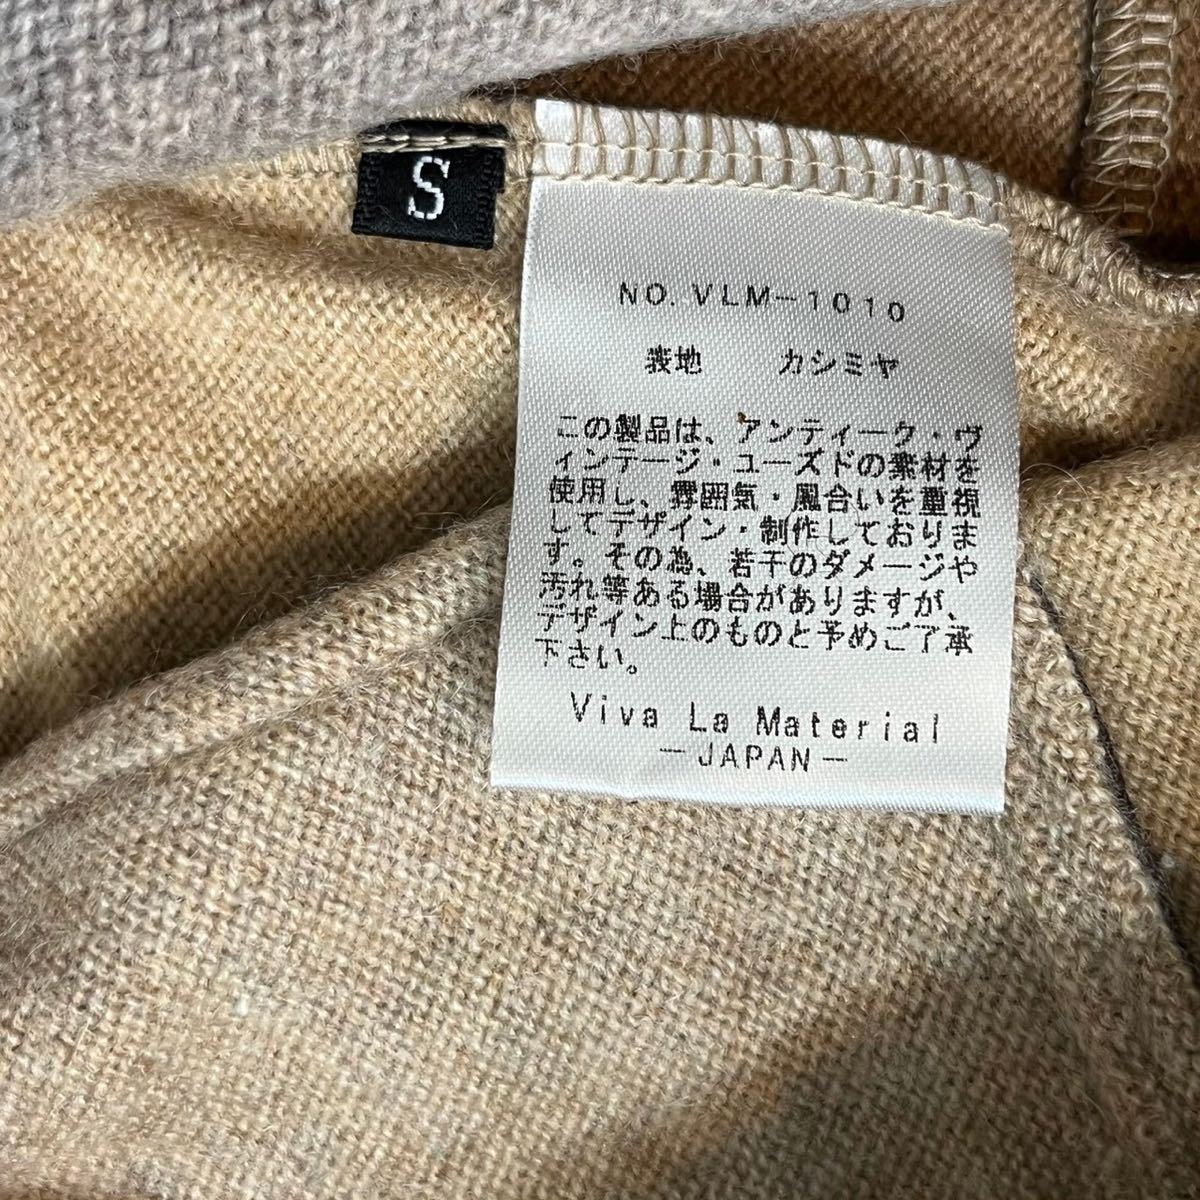 S
NO. VLM-1010
表地　カシミヤ
この製品は、アンティーク・ヴ
ィンテージ・ユーズドの素材を
使用し、雰囲気・風合いを重視
してデザイン・制作しておりま
す。その為、若干のダメージや
汚れ等ある場合がありますが、
デザイン上のものと予めご了承
下さい。
Viva La Material
-JAPAN-